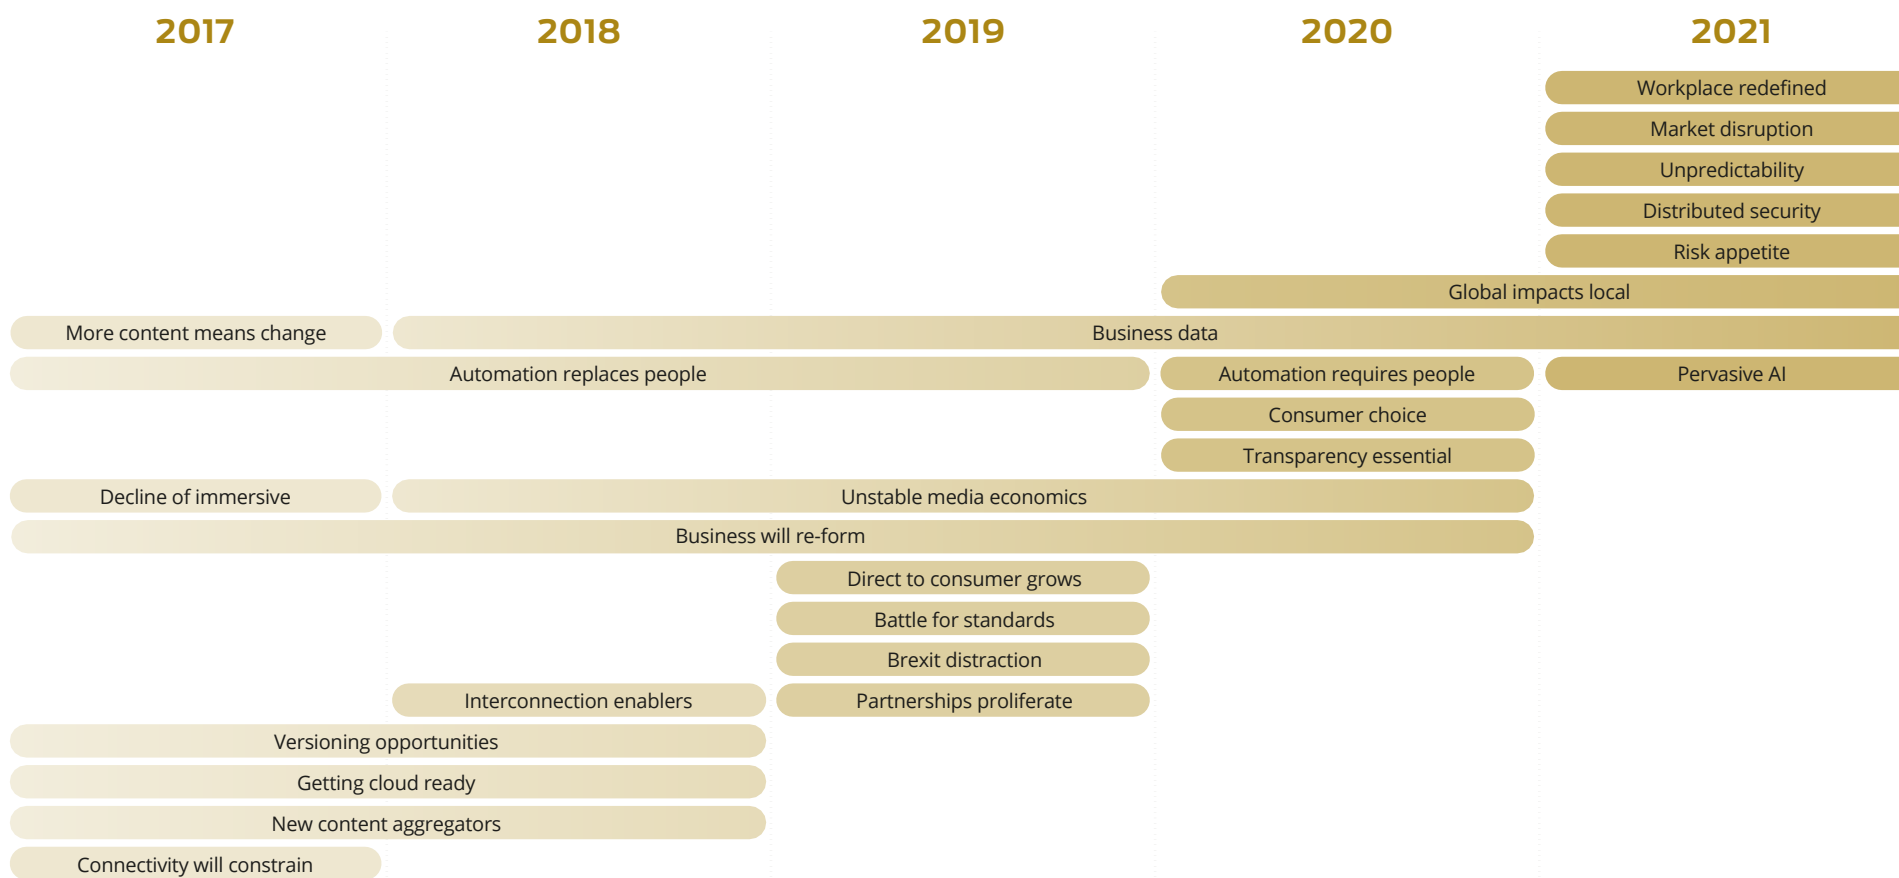 2017 2018 2019 2020 2021
Workplace redefined
Market disruption
Unpredictability
Distributed security
Risk appetite
Global impacts local
More content means change Business data
Automation replaces people Automation requires people Pervasive AI
Consumer choice
Transparency essential
Decline of immersive Unstable media economics
Business will re-form
Direct to consumer grows
Battle for standards
Brexit distraction
Interconnection enablers Partnerships proliferate
Versioning opportunities
Getting cloud ready
New content aggregators
Connectivity will constrain